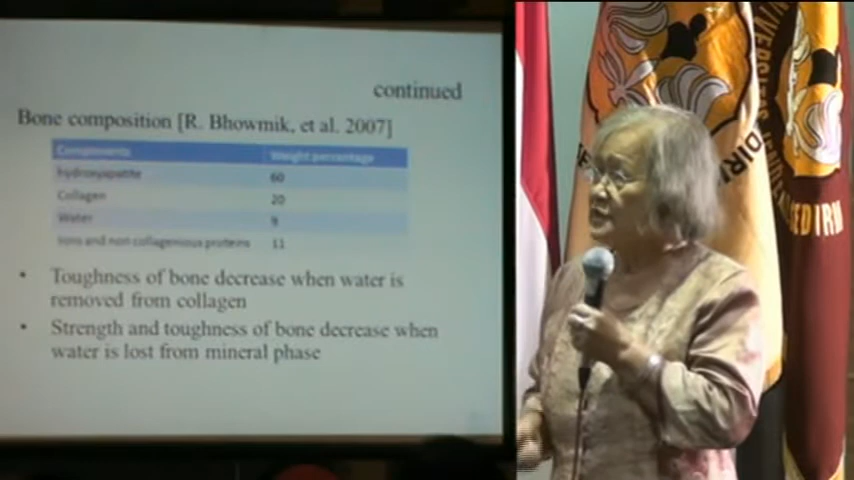 continued
Bone composition [R. Bhowmik, et al. 2007]
Components Weight percentage
hydroxyapatite 60
Collagen 20
Water 9
Ions and non collagenious proteins 11
• Toughness of bone decrease when water is
removed from collagen
• Strength and toughness of bone decrease when
water is lost from mineral phase
EDIRM